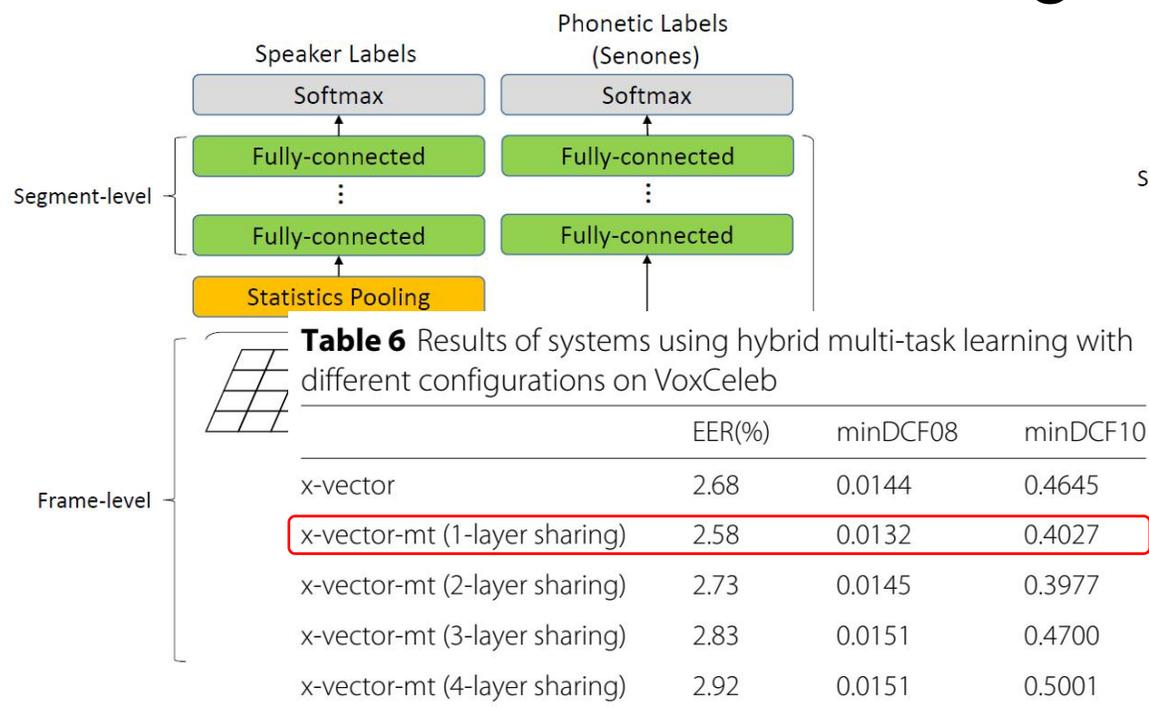 Phonetic Labels
Speaker Labels
(Senones)
Softmax
Softmax
Fully-connected
Fully-connected
Segment-level
⋮
⋮
S
Fully-connected
Fully-connected
Statistics Pooling
Table 6 Results of systems using hybrid multi-task learning with
different configurations on VoxCeleb
EER(%) minDCF08 minDCF10
x-vector 2.68 0.0144 0.4645
Frame-level
x-vector-mt (1-layer sharing) 2.58 0.0132 0.4027
x-vector-mt (2-layer sharing) 2.73 0.0145 0.3977
x-vector-mt (3-layer sharing) 2.83 0.0151 0.4700
x-vector-mt (4-layer sharing) 2.92 0.0151 0.5001